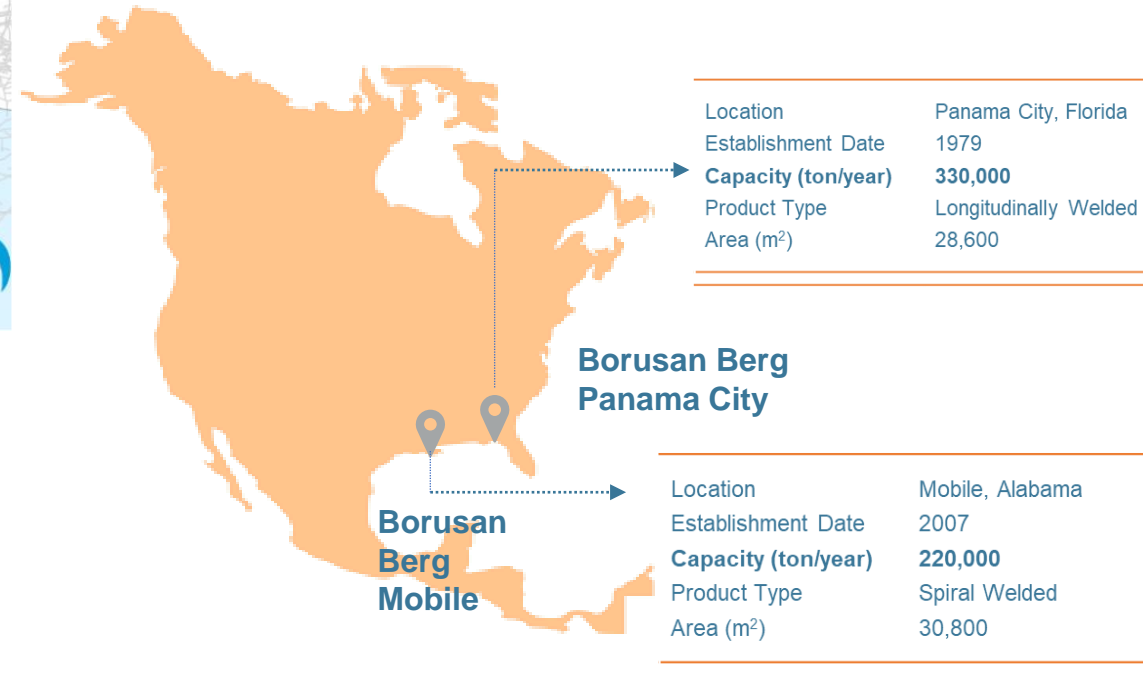 Location Panama City, Florida
Establishment Date 1979
Capacity (ton/year) 330,000
Product Type Longitudinally Welded
Area (m²) 28,600
Borusan Berg
Panama City
Location Mobile, Alabama
Establishment Date 2007
Capacity (ton/year) 220,000
Product Type Spiral Welded
Area (m²) 30,800
Borusan
Berg
Mobile